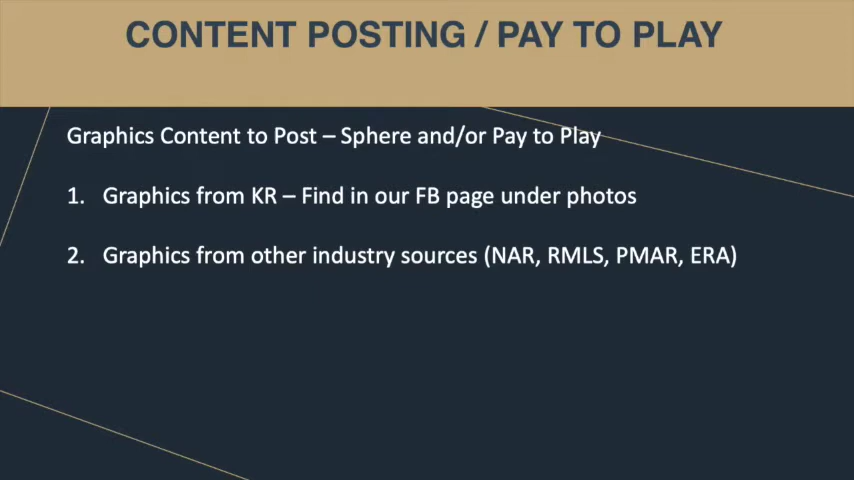 CONTENT POSTING / PAY TO PLAY
Graphics Content to Post – Sphere and/or Pay to Play
1. Graphics from KR – Find in our FB page under photos
2. Graphics from other industry sources (NAR, RMLS, PMAR, ERA)